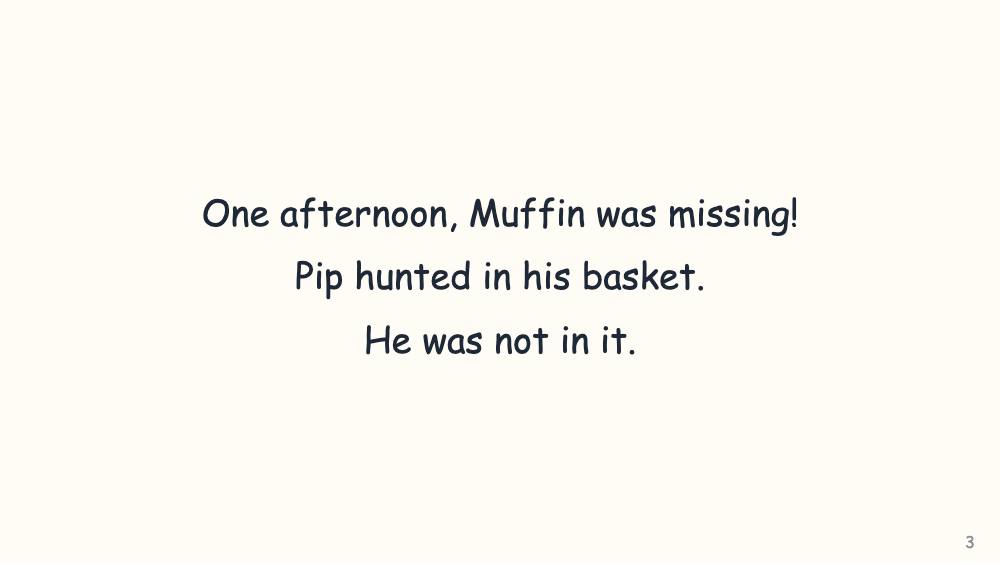 One afternoon, Muffin was missing!
Pip hunted in his basket.
He was not in it.
3